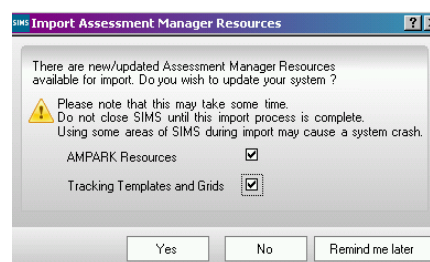 SIMS Import Assessment Manager Resources ?
There are new/updated Assessment Manager Resources
available for import. Do you wish to update your system ?
Please note that this may take some time.
Do not close SIMS until this import process is complete.
Using some areas of SIMS during import may cause a system crash.
AMPARK Resources
Tracking Templates and Grids
Yes No Remind me later